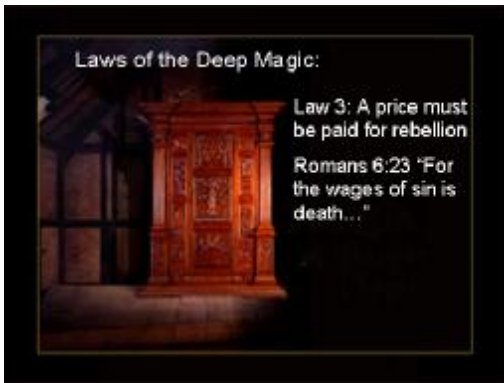 Laws of the Deep Magic:
Law 3: A price must
be paid for rebellion
Romans 6:23 “For
the wages of sin is
death…”